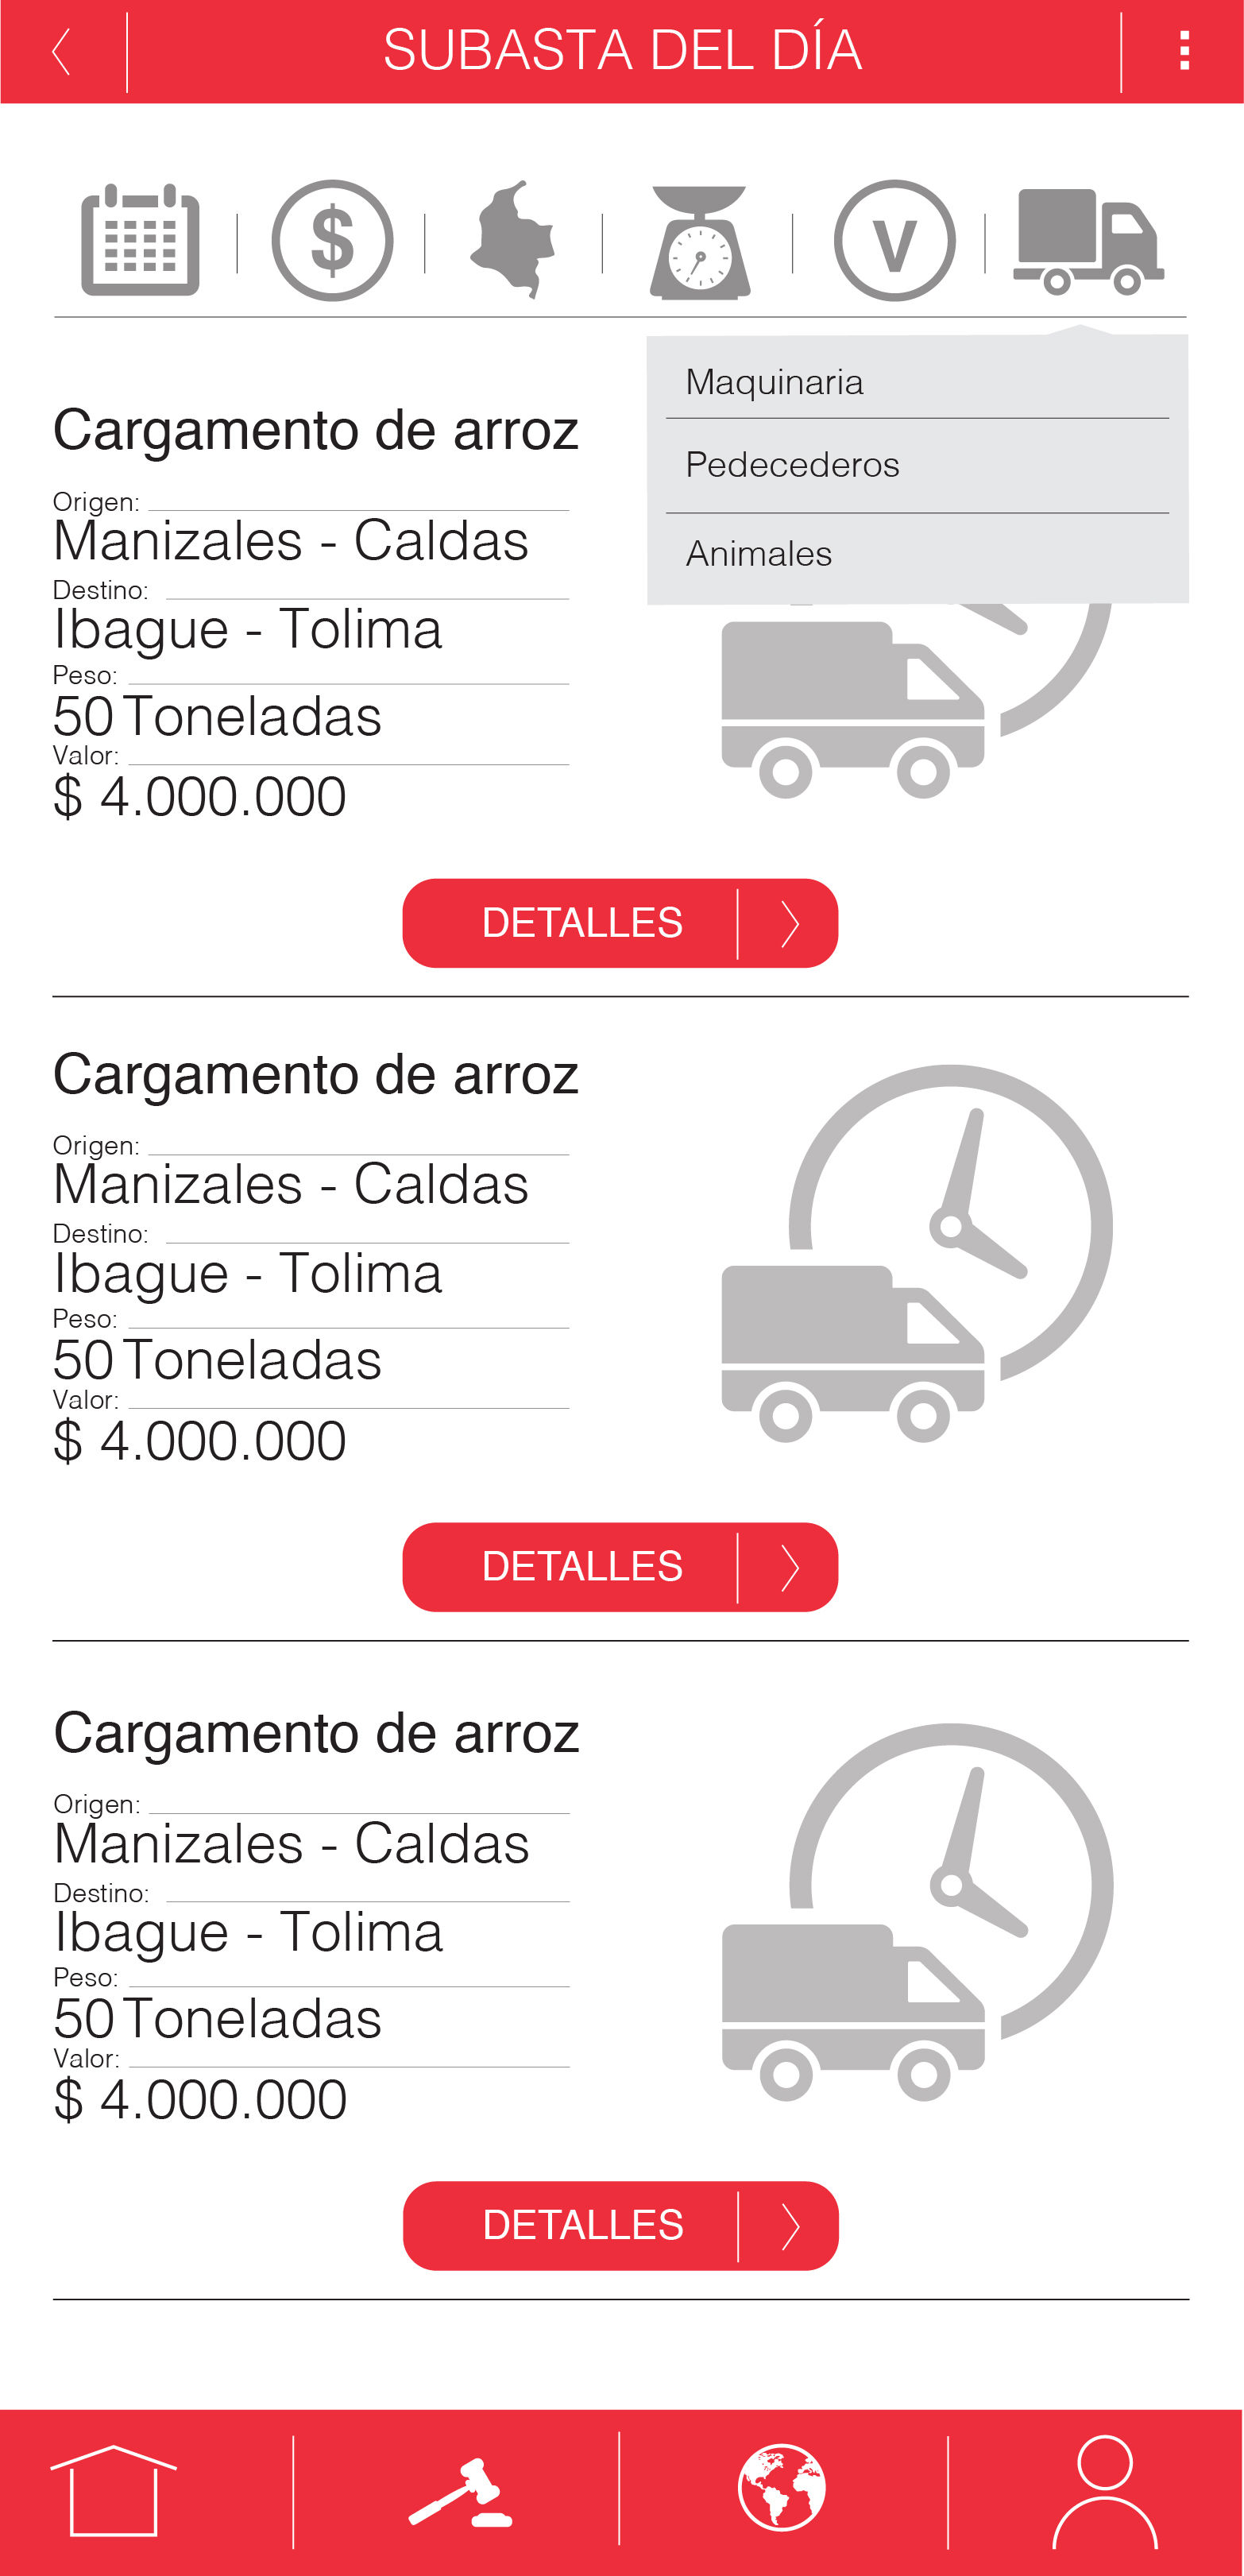 SUBASTA DEL DÍA
$
V
Maquinaria
Pedecederos
Animales
Cargamento de arroz
Origen:
Manizales - Caldas
Destino:
Ibague - Tolima
Peso:
50 Toneladas
Valor:
$ 4.000.000
DETALLES
Cargamento de arroz
Origen:
Manizales - Caldas
Destino:
Ibague - Tolima
Peso:
50 Toneladas
Valor:
$ 4.000.000
DETALLES
Cargamento de arroz
Origen:
Manizales - Caldas
Destino:
Ibague - Tolima
Peso:
50 Toneladas
Valor:
$ 4.000.000
DETALLES